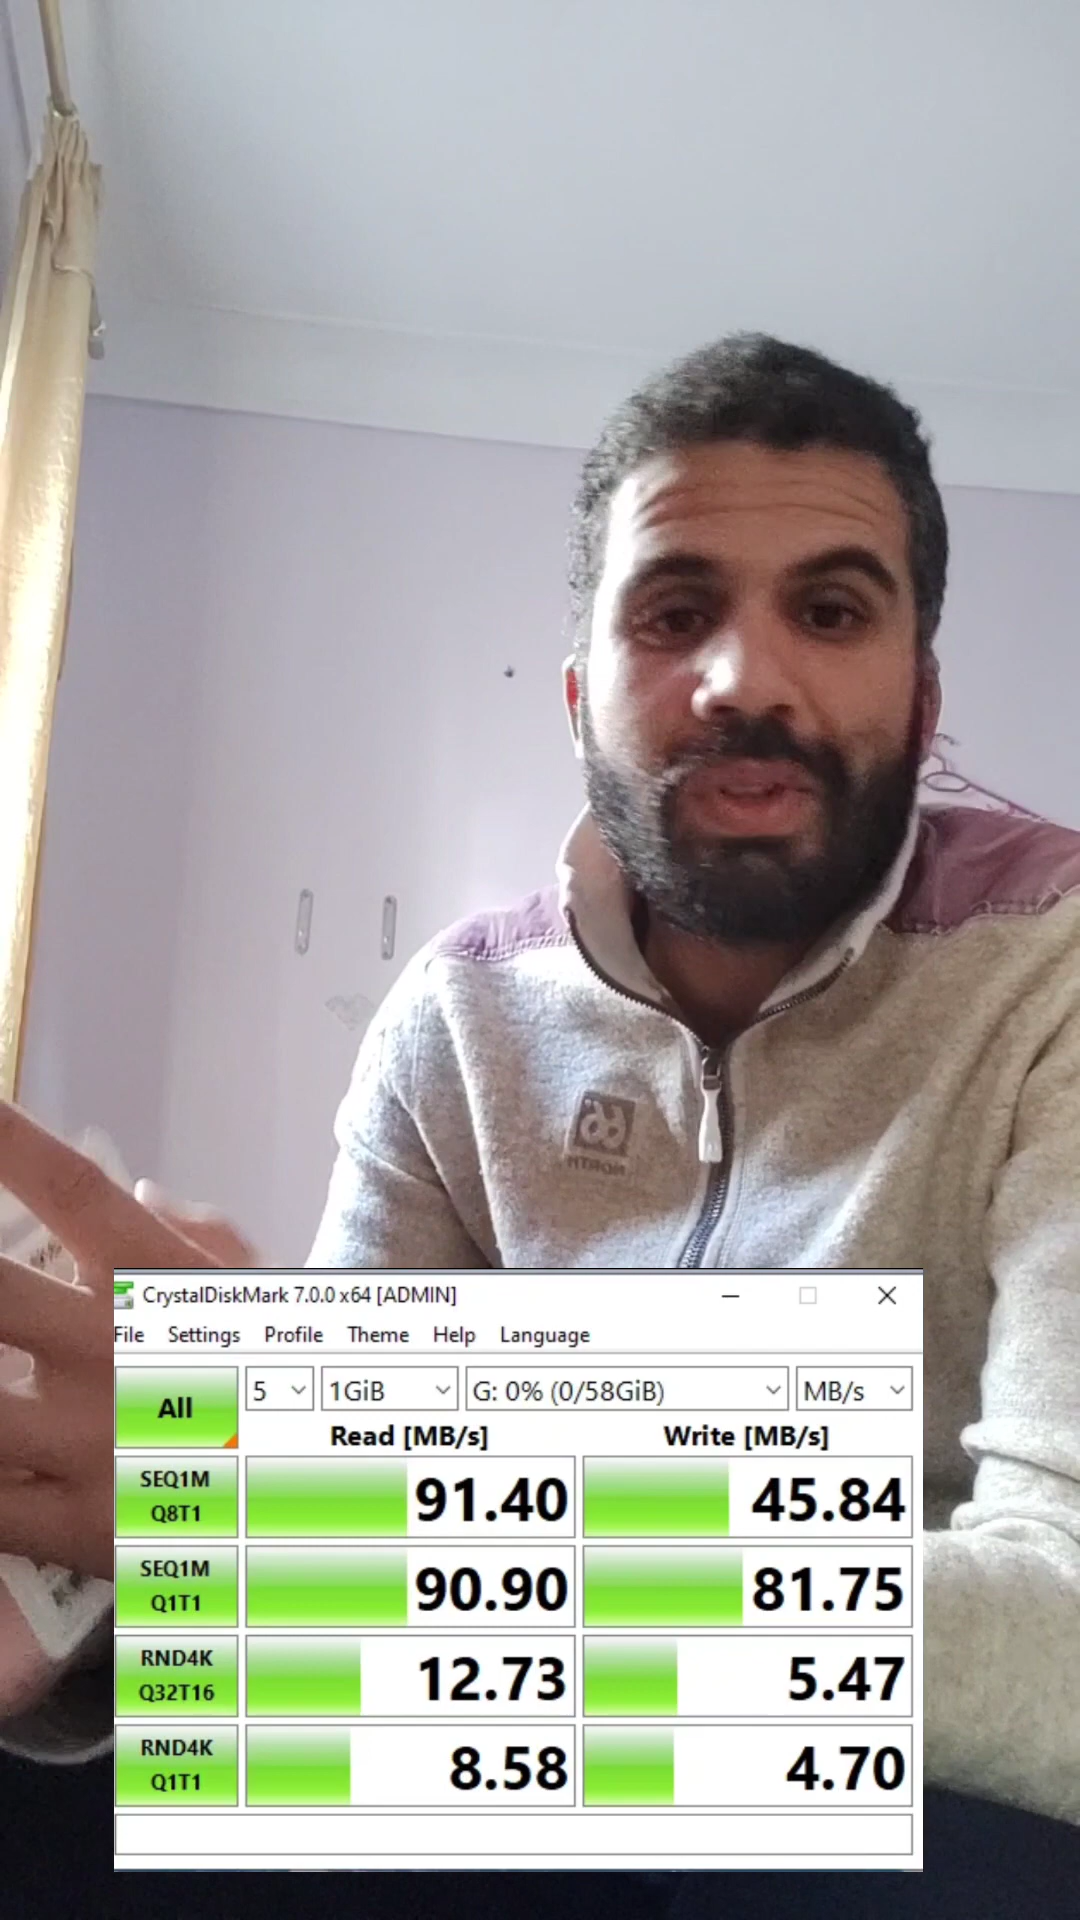 66
NORTH
CrystalDiskMark 7.0.0 x64 [ADMIN]
File Settings Profile Theme Help Language
All 5 1GiB G: 0% (0/58GiB) MB/s
Read [MB/s] Write [MB/s]
SEQ1M
Q8T1
91.40 45.84
SEQ1M
Q1T1
90.90 81.75
RND4K
Q32T16
12.73 5.47
RND4K
Q1T1
8.58 4.70